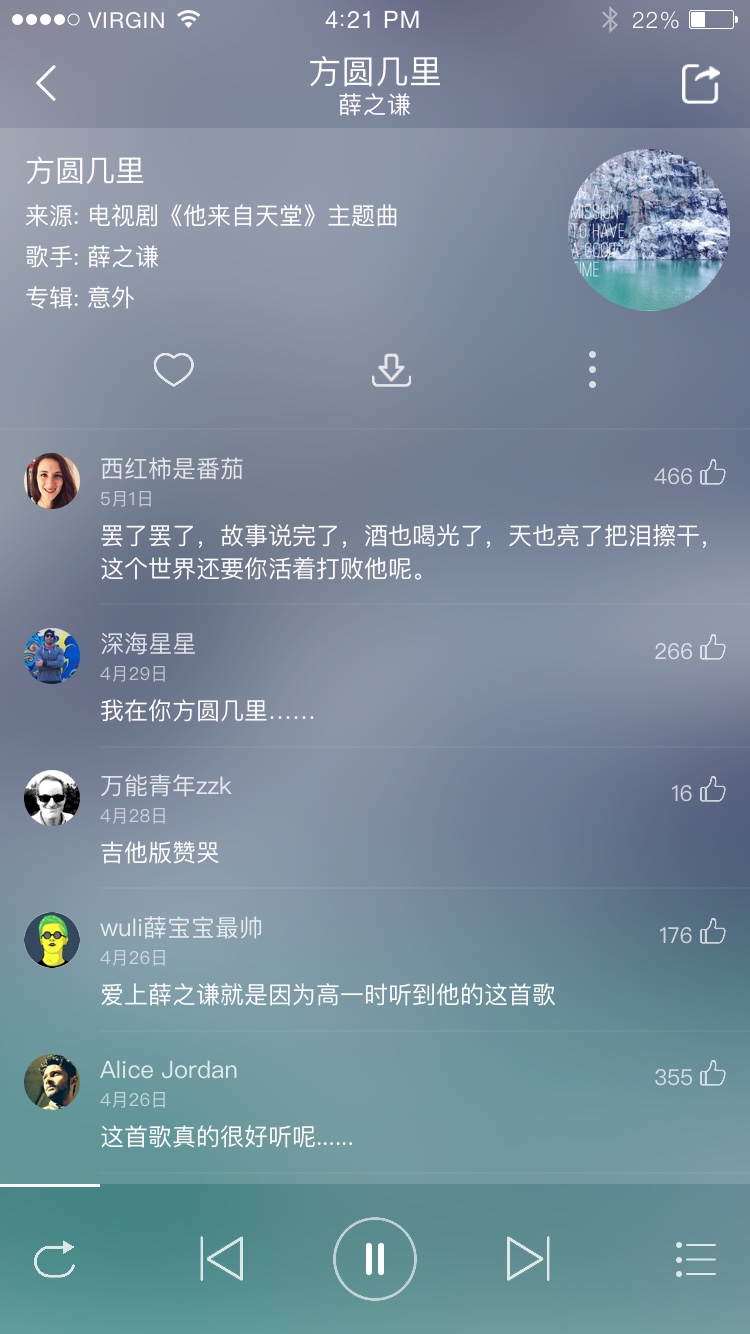 VIRGIN
4:21 PM
22%
方圆几里
薛之谦
方圆几里
来源: 电视剧《他来自天堂》主题曲
歌手: 薛之谦
专辑: 意外
MISSION
TO HAVE
A GOOD
TIME
西红柿是番茄
466
5月1日
罢了罢了，故事说完了，酒也喝光了，天也亮了把泪擦干，
这个世界还要你活着打败他呢。
深海星星
266
4月29日
我在你方圆几里……
万能青年zzk
16
4月28日
吉他版赞哭
wuli薛宝宝最帅
176
4月26日
爱上薛之谦就是因为高一时听到他的这首歌
Alice Jordan
355
4月26日
这首歌真的很好听呢......